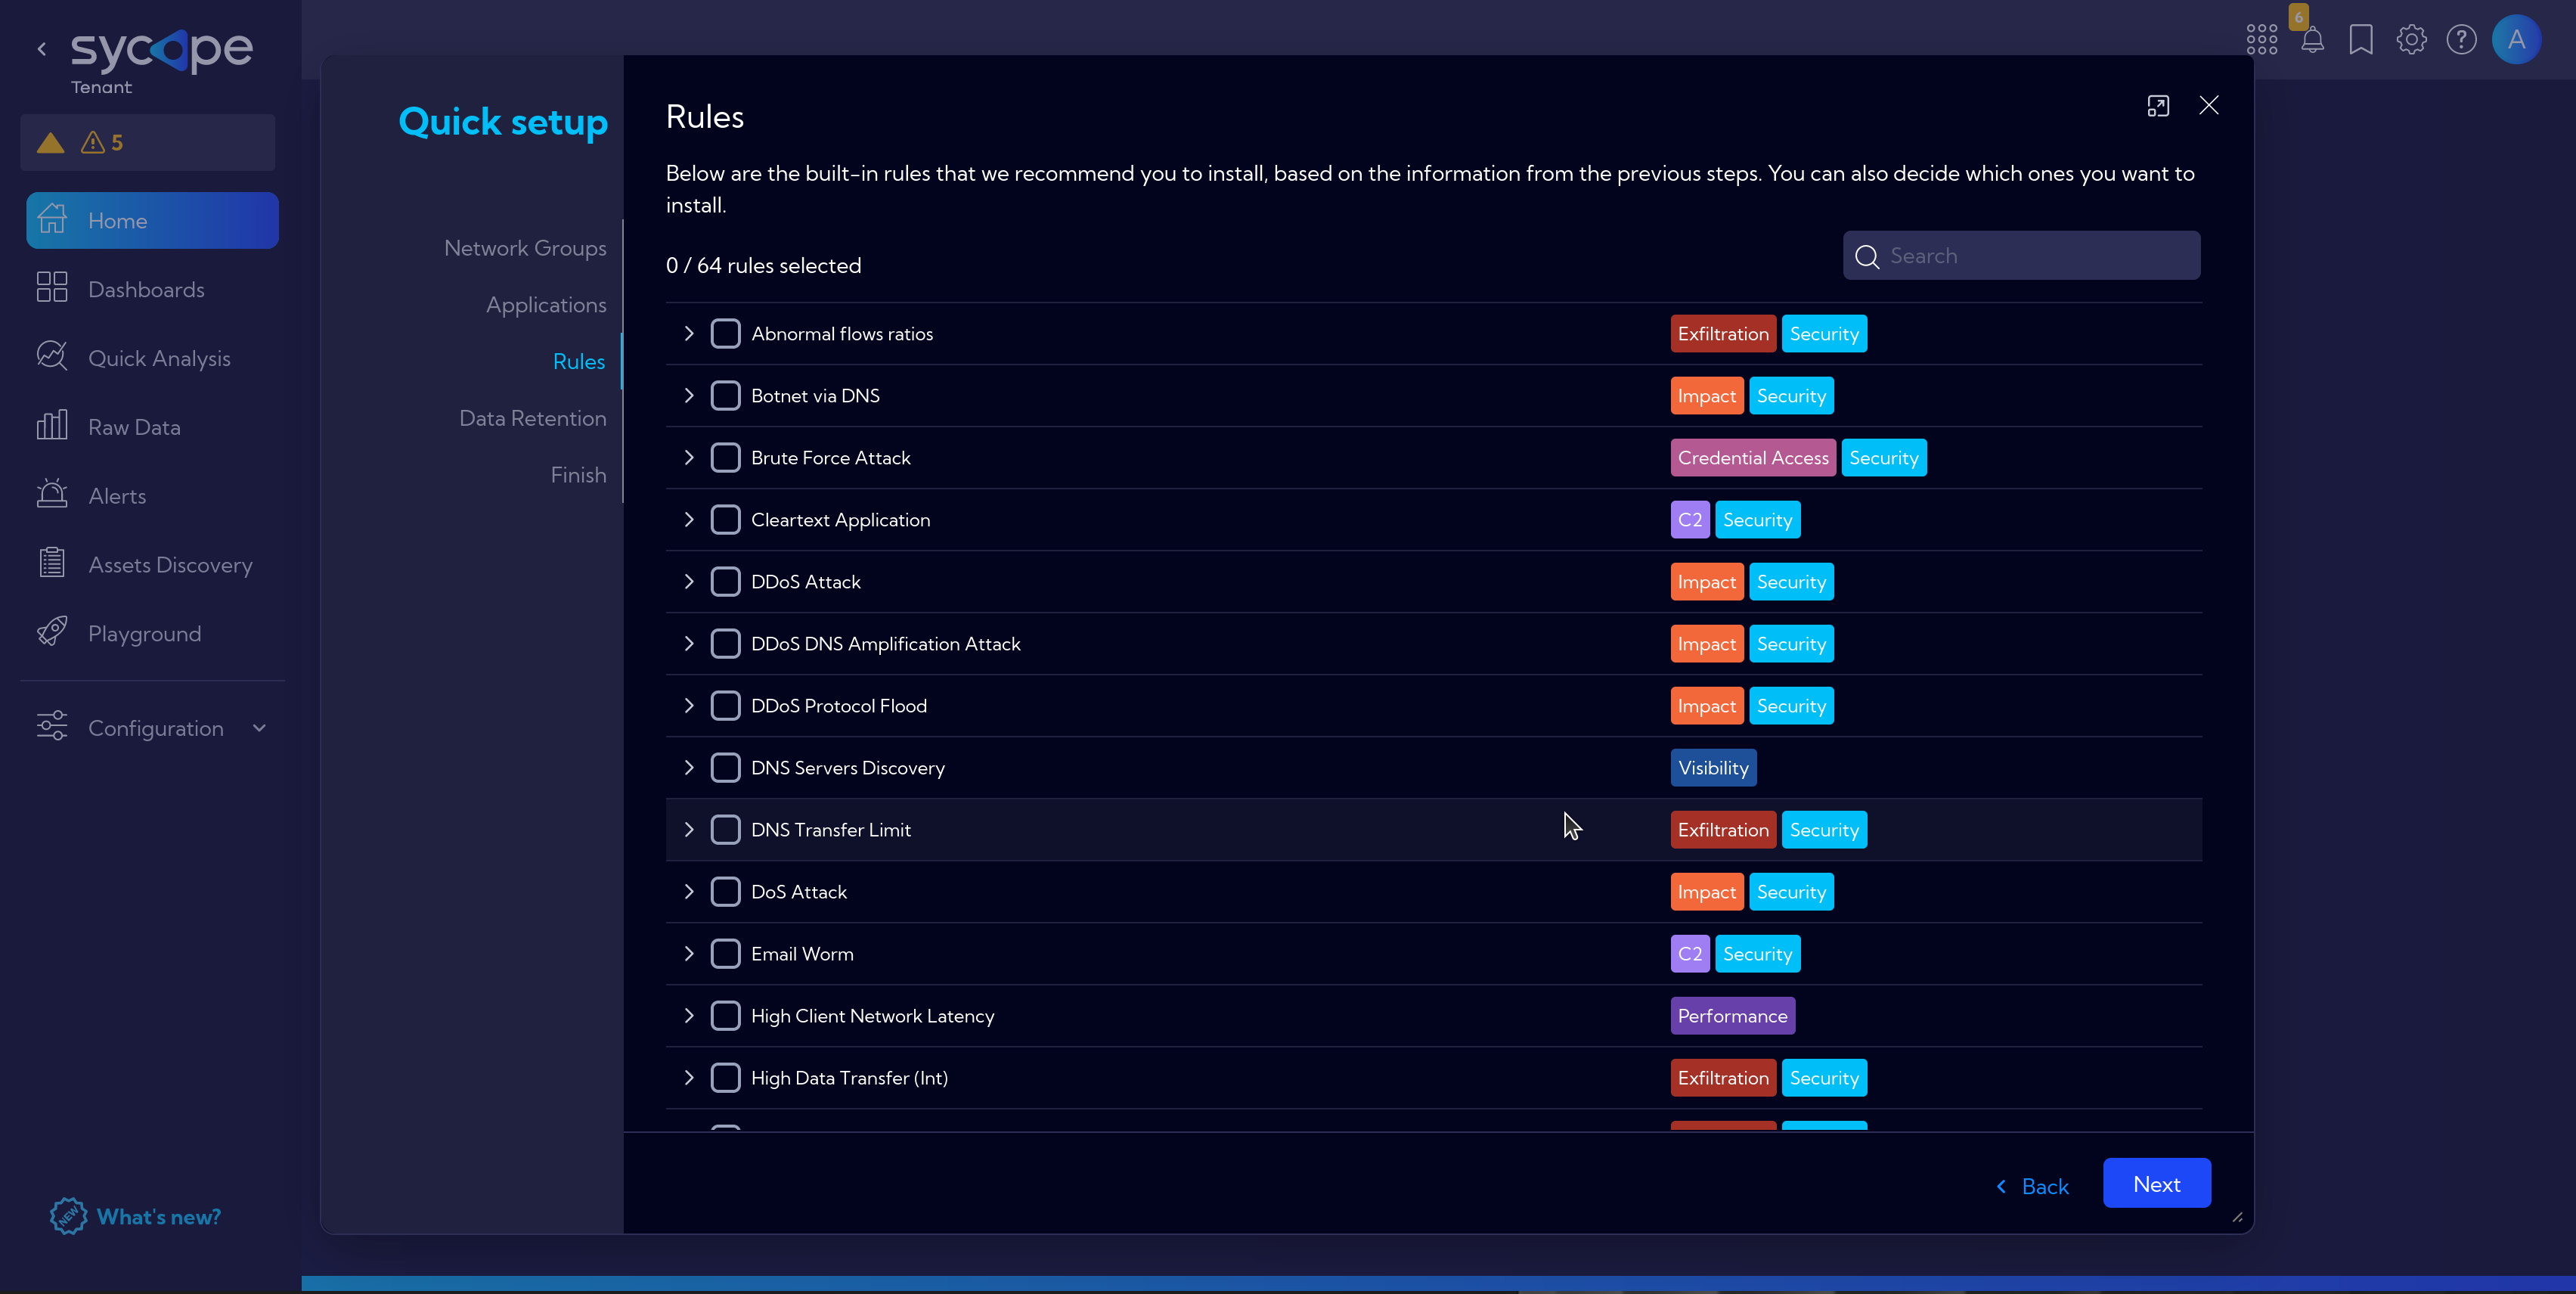 sycope
Tenant
5
Home
Dashboards
Quick Analysis
Raw Data
Alerts
Assets Discovery
Playground
Configuration
NEW
What's new?
6
A
Quick setup
Network Groups
Applications
Rules
Data Retention
Finish
Rules
Below are the built-in rules that we recommend you to install, based on the information from the previous steps. You can also decide which ones you want to
install.
0 / 64 rules selected
Search
Abnormal flows ratios Exfiltration Security
Botnet via DNS Impact Security
Brute Force Attack Credential Access Security
Cleartext Application C2 Security
DDoS Attack Impact Security
DDoS DNS Amplification Attack Impact Security
DDoS Protocol Flood Impact Security
DNS Servers Discovery Visibility
DNS Transfer Limit Exfiltration Security
DoS Attack Impact Security
Email Worm C2 Security
High Client Network Latency Performance
High Data Transfer (Int) Exfiltration Security
Back
Next